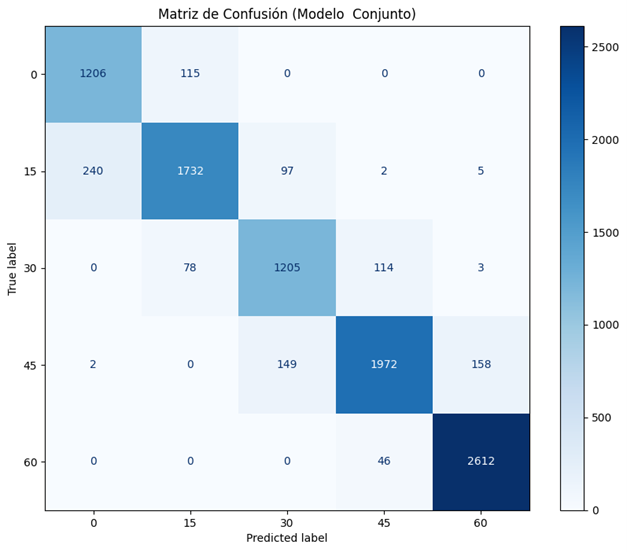 Matriz de Confusión (Modelo  Conjunto)
0 1206 115 0 0 0
15 240 1732 97 2 5
30 0 78 1205 114 3
45 2 0 149 1972 158
60 0 0 0 46 2612
0 15 30 45 60
Predicted label
True label
2500
2000
1500
1000
500
0